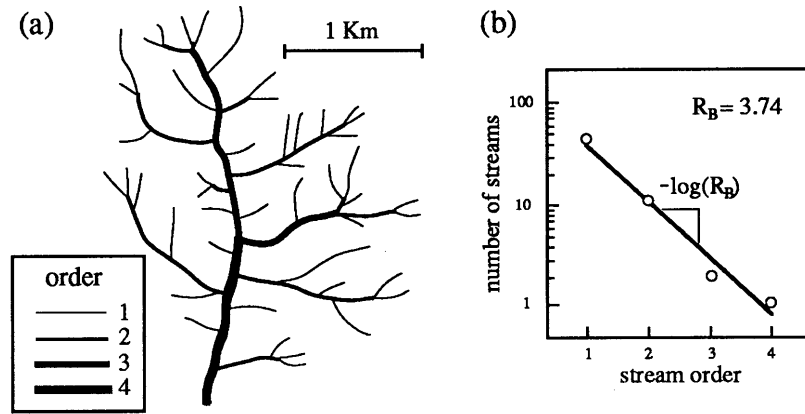 (a)
1 Km
order
1
2
3
4
(b)
R_B = 3.74
-log(R_B)
number of streams
100
10
1
1 2 3 4
stream order